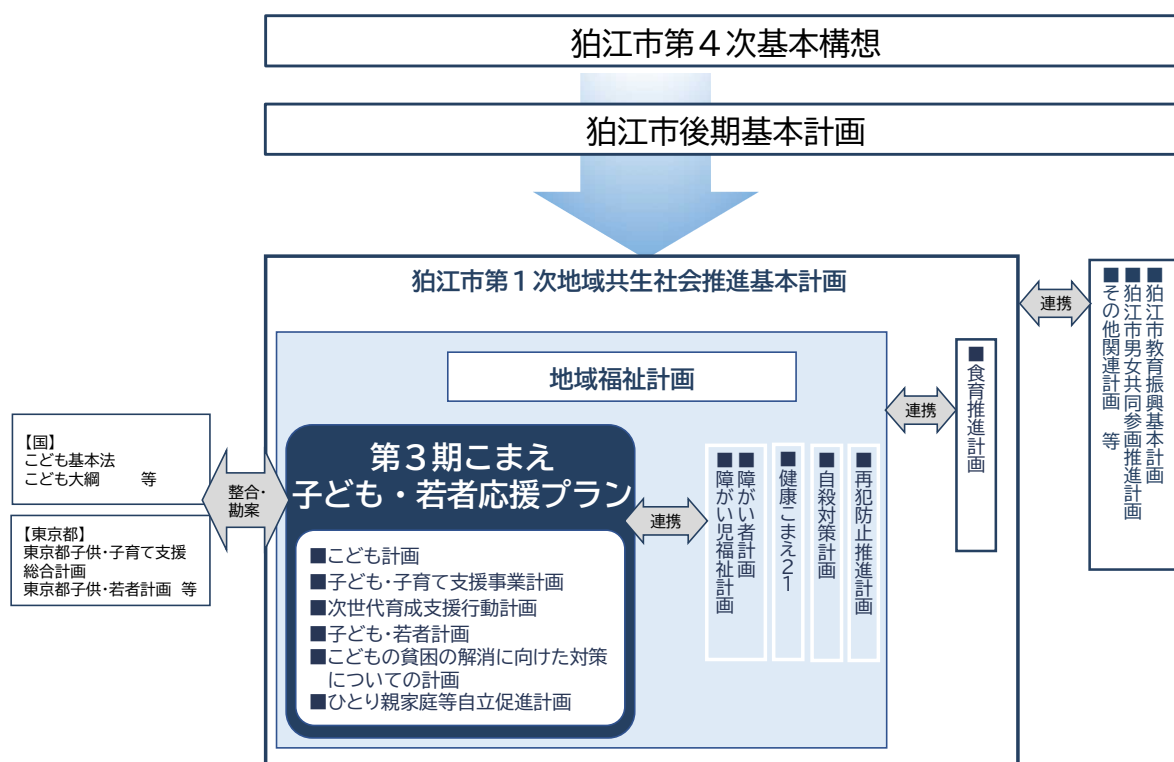 狛江市第４次基本構想
狛江市後期基本計画
狛江市第１次地域共生社会推進基本計画
地域福祉計画
【国】
こども基本法
こども大綱　　等
【東京都】
東京都子供・子育て支援
総合計画
東京都子供・若者計画 等
整合・
勘案
第３期こまえ
子ども・若者応援プラン
■こども計画
■子ども・子育て支援事業計画
■次世代育成支援行動計画
■子ども・若者計画
■こどもの貧困の解消に向けた対策
についての計画
■ひとり親家庭等自立促進計画
連携
■障がい者計画
■障がい児福祉計画
■健康こまえ２１
■自殺対策計画
■再犯防止推進計画
連携
■食育推進計画
連携
■狛江市教育振興基本計画
■狛江市男女共同参画推進計画
■その他関連計画　等